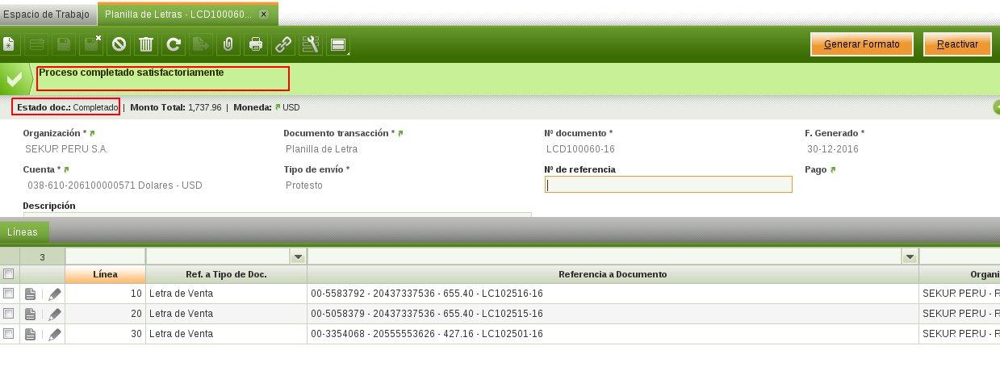 Espacio de Trabajo Planilla de Letras - LCD100060...
Generar Formato Reactivar
Proceso completado satisfactoriamente
Estado doc.: Completado | Monto Total: 1,737.96 | Moneda: USD
Organización * Documento transacción * Nº documento * F. Generado *
SEKUR PERU S.A. Planilla de Letra LCD100060-16 30-12-2016
Cuenta * Tipo de envío * Nº de referencia Pago
038-610-206100000571 Dolares - USD Protesto
Descripción
Líneas
3
Línea Ref. a Tipo de Doc. Referencia a Documento Organi
10 Letra de Venta 00-5583792 - 20437337536 - 655.40 - LC102516-16 SEKUR PERU - R
20 Letra de Venta 00-5058379 - 20437337536 - 655.40 - LC102515-16 SEKUR PERU - R
30 Letra de Venta 00-3354068 - 20555553626 - 427.16 - LC102501-16 SEKUR PERU - R